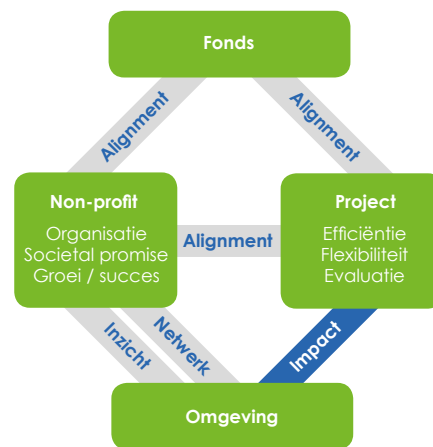 Fonds
Alignment
Alignment
Non-profit
Organisatie
Societal promise
Groei / succes
Alignment
Project
Efficiëntie
Flexibiliteit
Evaluatie
Inzicht
Netwerk
Impact
Omgeving